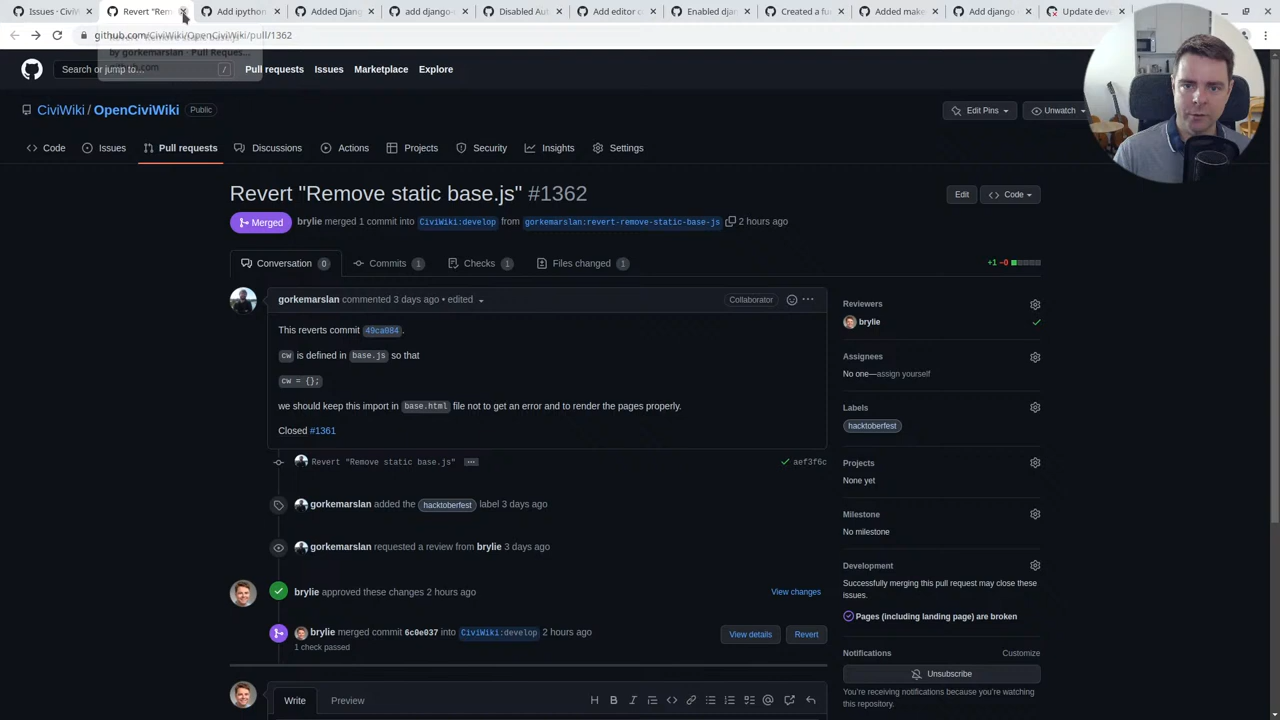 Issues · CiviWi
Revert "Rem
Add ipython
Added Djang
add django-
Disabled Aut
Add editor c
Enabled djan
Created a fu
Added make
Add django
Update deve
github.com/CiviWiki/OpenCiviWiki/pull/1362
by gorkemarslan · Pull Reques...
Search or jump to...
/
Pull requests
Issues
Marketplace
Explore
CiviWiki / OpenCiviWiki
Public
Edit Pins
Unwatch
Code
Issues
Pull requests
Discussions
Actions
Projects
Security
Insights
Settings
Revert "Remove static base.js" #1362
Edit
Code
Merged
brylie merged 1 commit into CiviWiki:develop from gorkemarslan:revert-remove-static-base-js 2 hours ago
Conversation 0
Commits 1
Checks 1
Files changed 1
+1 −0
gorkemarslan commented 3 days ago • edited
Collaborator
This reverts commit 49ca084.
cw is defined in base.js so that
cw = {};
we should keep this import in base.html file not to get an error and to render the pages properly.
Closed #1361
Revert "Remove static base.js"
aef3f6c
gorkemarslan added the hacktoberfest label 3 days ago
gorkemarslan requested a review from brylie 3 days ago
brylie approved these changes 2 hours ago
View changes
brylie merged commit 6c0e037 into CiviWiki:develop 2 hours ago
1 check passed
View details
Revert
Write
Preview
Reviewers
brylie
Assignees
No one—assign yourself
Labels
hacktoberfest
Projects
None yet
Milestone
No milestone
Development
Successfully merging this pull request may close these
issues.
Pages (including landing page) are broken
Notifications
Customize
Unsubscribe
You're receiving notifications because you're watching
this repository.